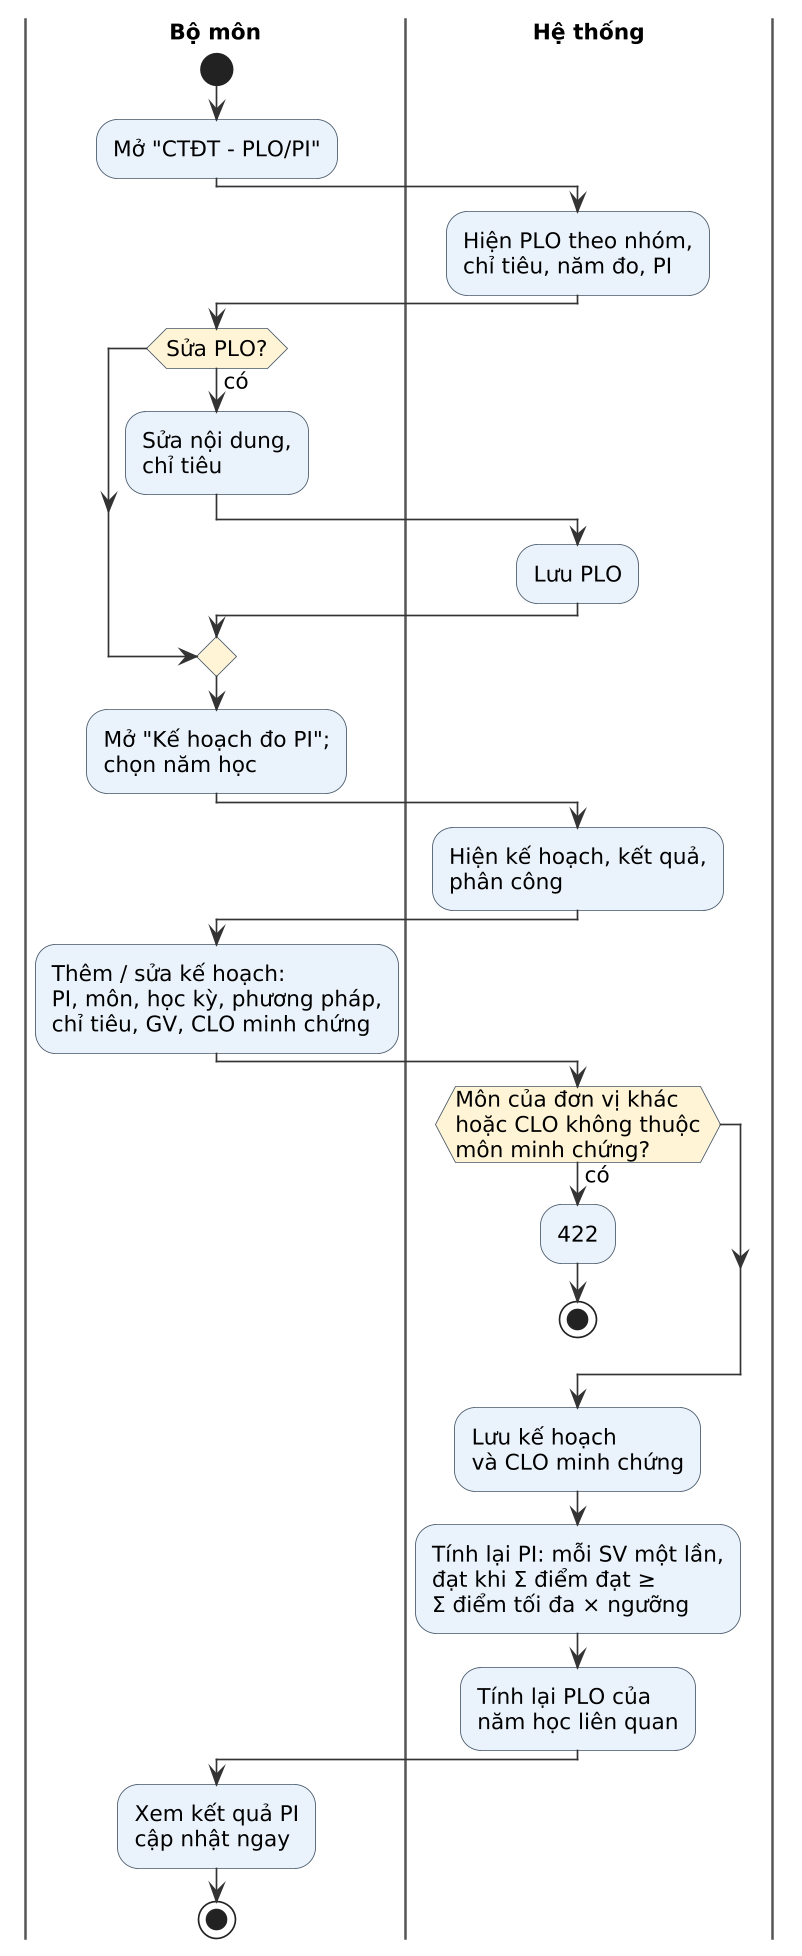 Bộ môn
Hệ thống
Mở "CTĐT - PLO/PI"
Hiện PLO theo nhóm,
chỉ tiêu, năm đo, PI
Sửa PLO?
có
Sửa nội dung,
chỉ tiêu
Lưu PLO
Mở "Kế hoạch đo PI";
chọn năm học
Hiện kế hoạch, kết quả,
phân công
Thêm / sửa kế hoạch:
PI, môn, học kỳ, phương pháp,
chỉ tiêu, GV, CLO minh chứng
Môn của đơn vị khác
hoặc CLO không thuộc
môn minh chứng?
có
422
Lưu kế hoạch
và CLO minh chứng
Tính lại PI: mỗi SV một lần,
đạt khi Σ điểm đạt ≥
Σ điểm tối đa × ngưỡng
Tính lại PLO của
năm học liên quan
Xem kết quả PI
cập nhật ngay